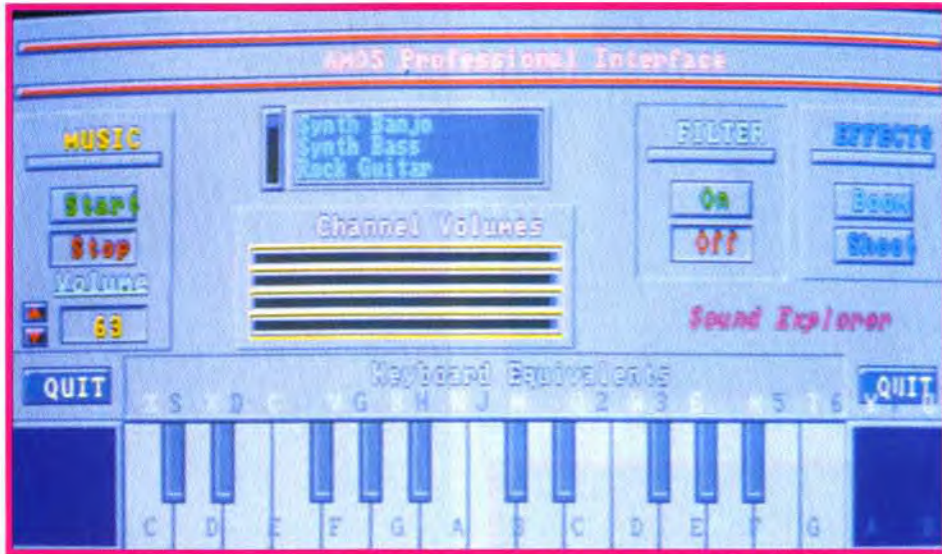 AMOS Professional Interface
MUSIC
Start
Stop
Volume
63
Synth Banjo
Synth Bass
Rock Guitar
Channel Volumes
FILTER
On
Off
EFFECTS
Boom
Shoot
Sound Explorer
QUIT
Keyboard Equivalents
QUIT
S D G H J 2 3 5 6
C D E F G A B C D E F G A B